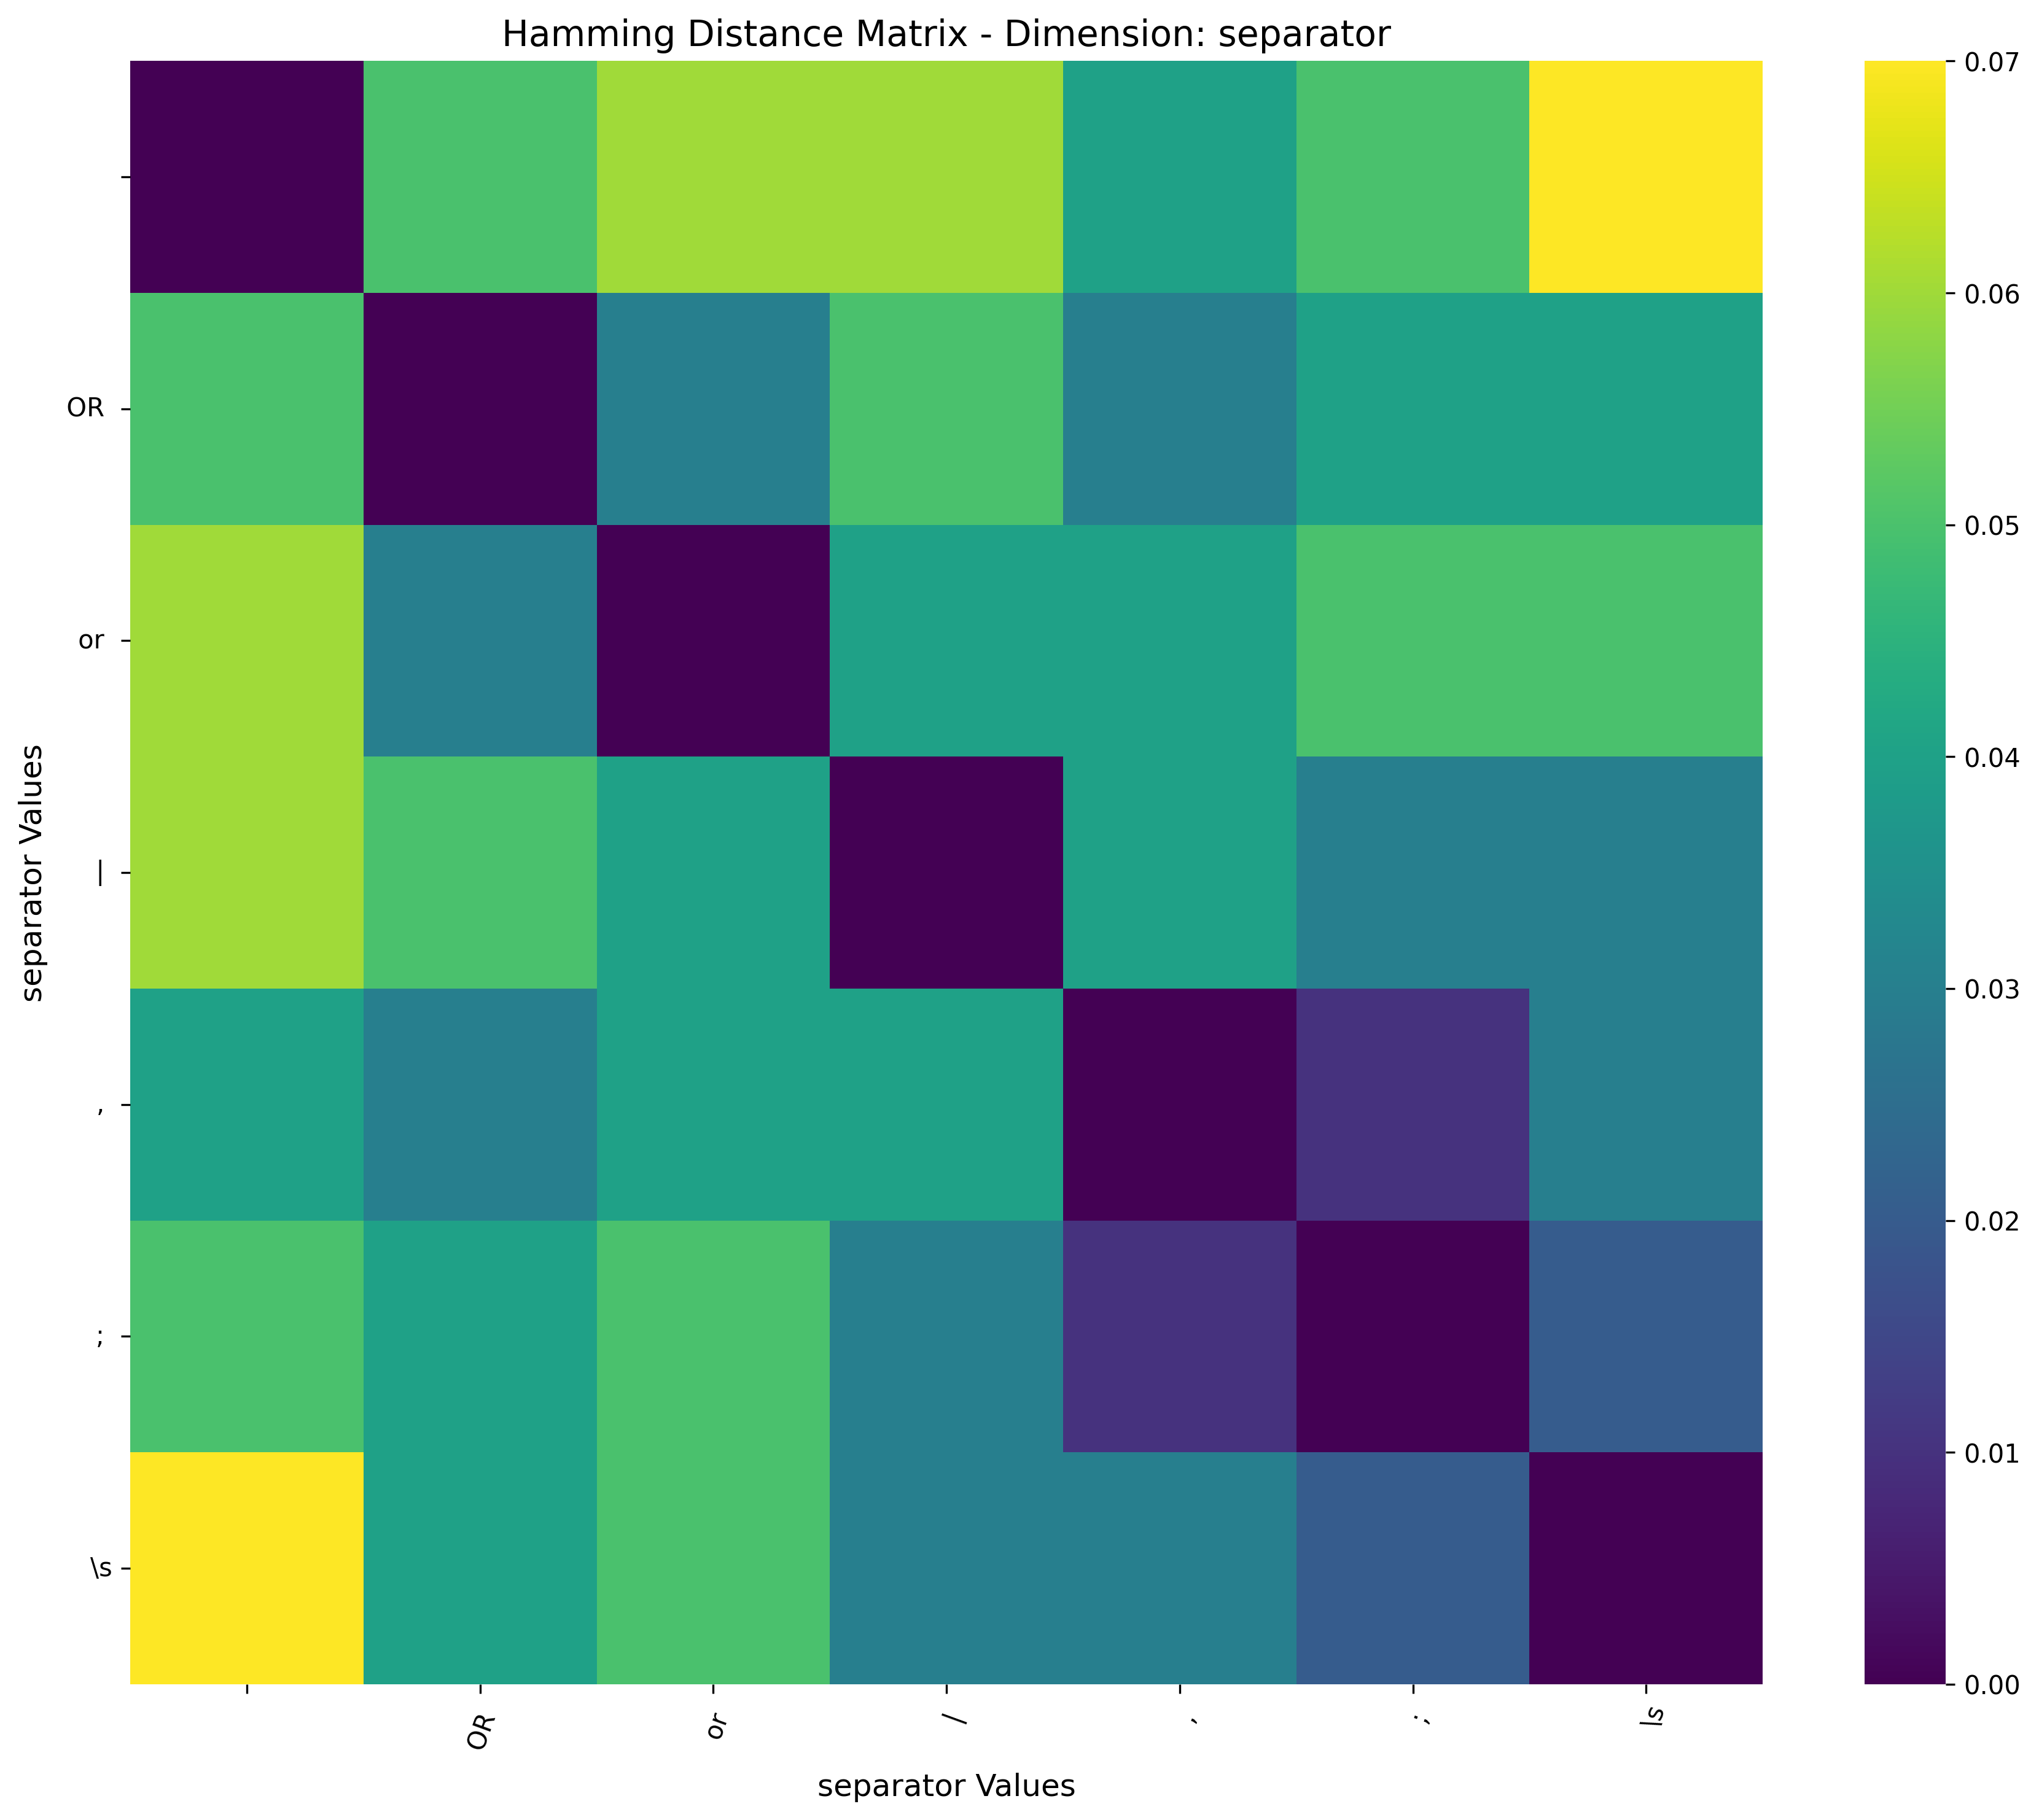 Hamming Distance Matrix - Dimension: separator
separator Values
OR
or
|
,
;
\s
OR
or
|
,
;
\s
separator Values
0.07
0.06
0.05
0.04
0.03
0.02
0.01
0.00